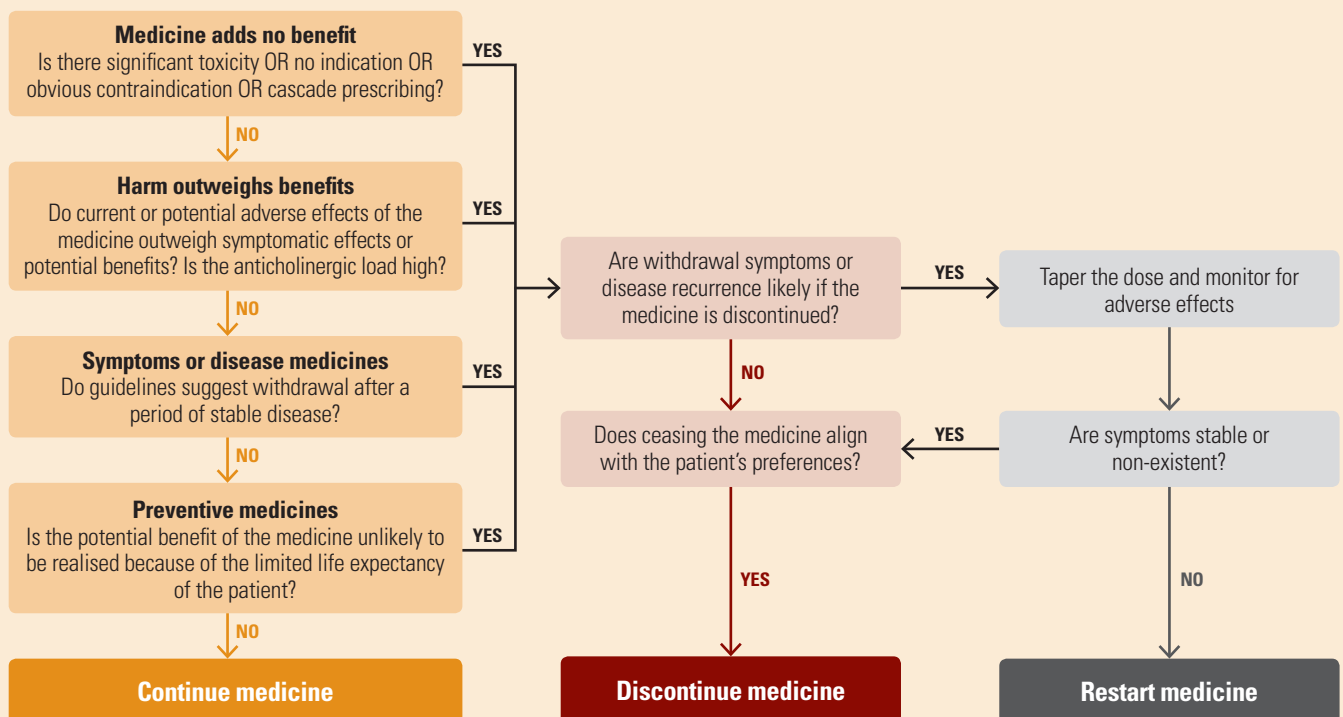 Medicine adds no benefit
Is there significant toxicity OR no indication OR
obvious contraindication OR cascade prescribing?
YES
NO
Harm outweighs benefits
Do current or potential adverse effects of the
medicine outweigh symptomatic effects or
potential benefits? Is the anticholinergic load high?
YES
NO
Symptoms or disease medicines
Do guidelines suggest withdrawal after a
period of stable disease?
YES
NO
Preventive medicines
Is the potential benefit of the medicine unlikely to
be realised because of the limited life expectancy
of the patient?
YES
NO
Continue medicine
Are withdrawal symptoms or
disease recurrence likely if the
medicine is discontinued?
YES
NO
Does ceasing the medicine align
with the patient’s preferences?
YES
YES
Discontinue medicine
Taper the dose and monitor for
adverse effects
Are symptoms stable or
non-existent?
NO
Restart medicine